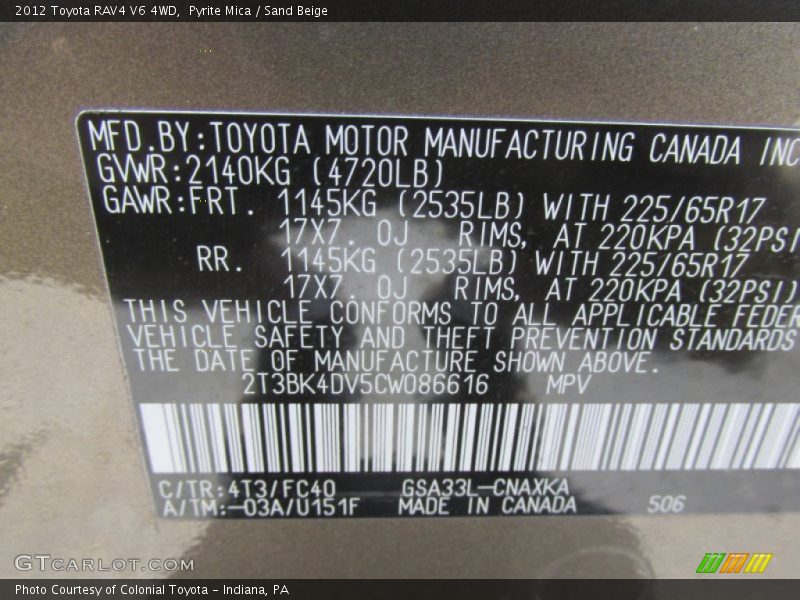 2012 Toyota RAV4 V6 4WD, Pyrite Mica / Sand Beige
MFD.BY:TOYOTA MOTOR MANUFACTURING CANADA INC
GVWR:2140KG (4720LB)
GAWR:FRT. 1145KG (2535LB) WITH 225/65R17
17X7. 0J RIMS, AT 220KPA (32PSI
RR. 1145KG (2535LB) WITH 225/65R17
17X7. 0J RIMS, AT 220KPA (32PSI)
THIS VEHICLE CONFORMS TO ALL APPLICABLE FEDER
VEHICLE SAFETY AND THEFT PREVENTION STANDARDS
THE DATE OF MANUFACTURE SHOWN ABOVE.
2T3BK4DV5CW086616 MPV
C/TR:4T3/FC40 GSA33L-CNAXKA
A/TM:-03A/U151F MADE IN CANADA 506
GTCarLot.com
Photo Courtesy of Colonial Toyota - Indiana, PA